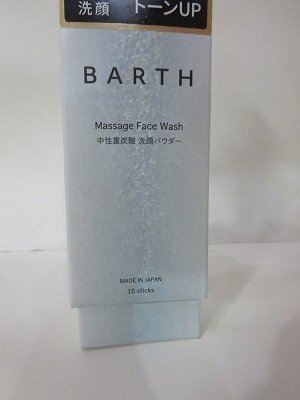 洗顔 トーンUP
BARTH
Massage Face Wash
中性重炭酸 洗顔パウダー
MADE IN JAPAN
10 sticks